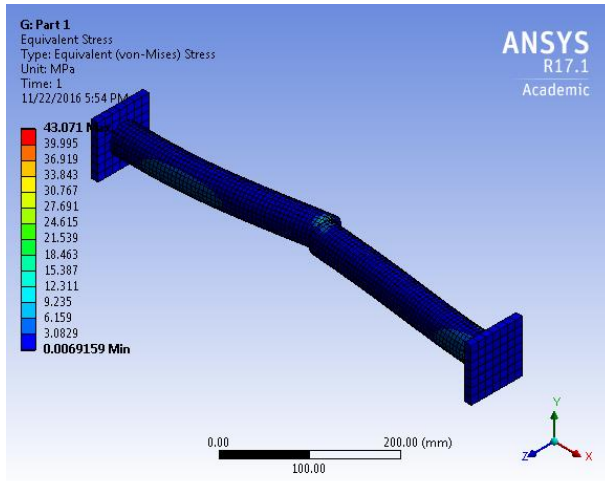 G: Part 1
Equivalent Stress
Type: Equivalent (von-Mises) Stress
Unit: MPa
Time: 1
11/22/2016 5:54 PM
ANSYS
R17.1
Academic
43.071 Max
39.995
36.919
33.843
30.767
27.691
24.615
21.539
18.463
15.387
12.311
9.235
6.159
3.0829
0.0069159 Min
0.00
200.00 (mm)
100.00
Y
Z
X